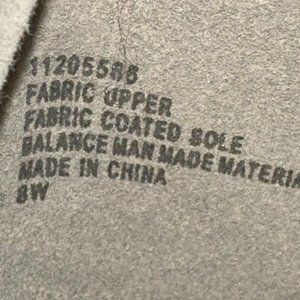 11205586
FABRIC UPPER
FABRIC COATED SOLE
BALANCE MAN MADE MATERIA
MADE IN CHINA
8W